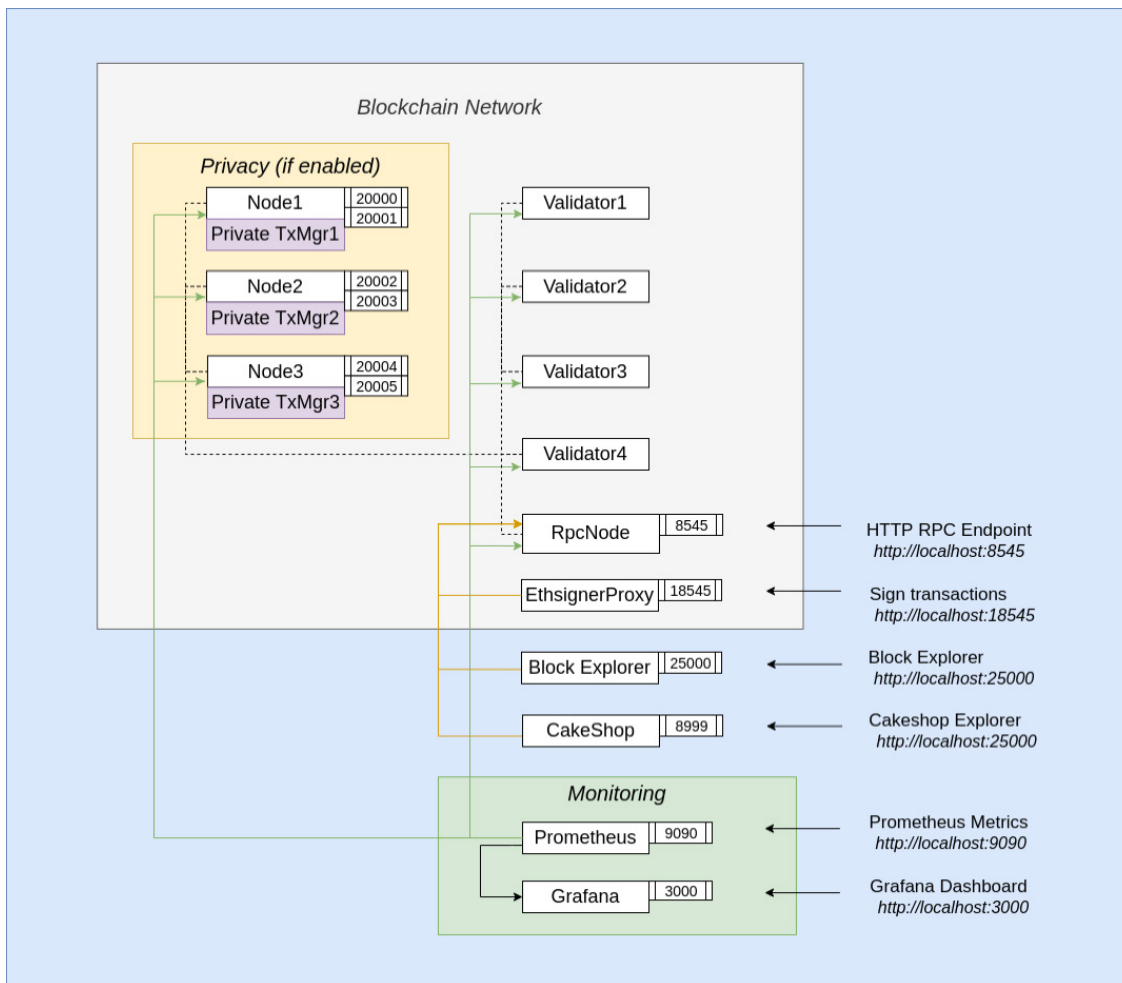 Blockchain Network
Privacy (if enabled)
Node1
20000
20001
Private TxMgr1
Node2
20002
20003
Private TxMgr2
Node3
20004
20005
Private TxMgr3
Validator1
Validator2
Validator3
Validator4
RpcNode
8545
HTTP RPC Endpoint
http://localhost:8545
EthsignerProxy
18545
Sign transactions
http://localhost:18545
Block Explorer
25000
Block Explorer
http://localhost:25000
CakeShop
8999
Cakeshop Explorer
http://localhost:25000
Monitoring
Prometheus
9090
Prometheus Metrics
http://localhost:9090
Grafana
3000
Grafana Dashboard
http://localhost:3000